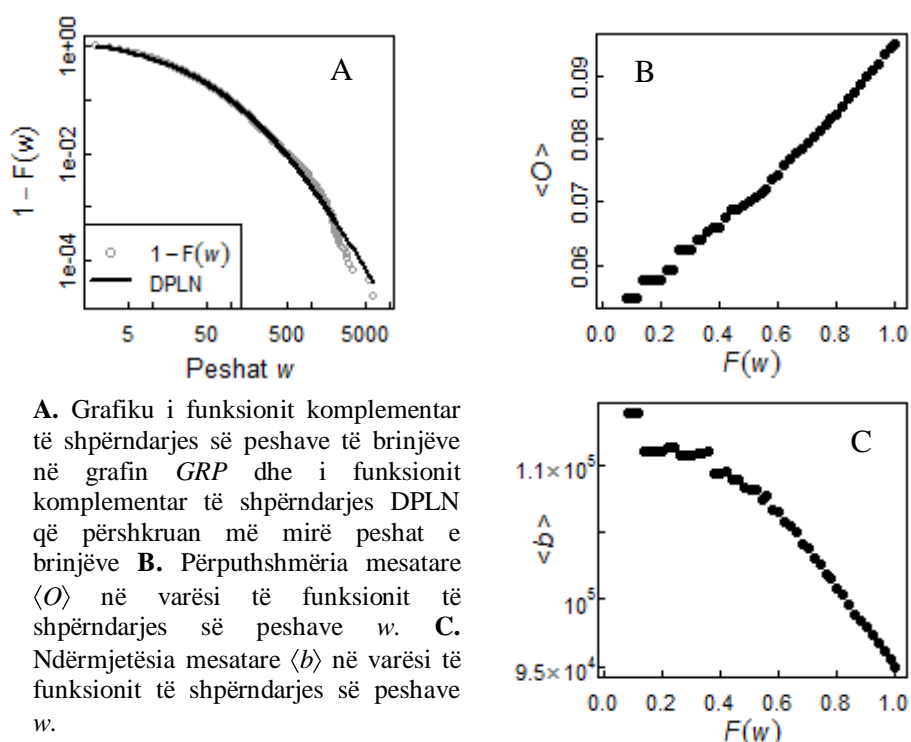 A
1e+00
1e-02
1e-04
1 − F(w)
○ 1−F(w)
DPLN
5 50 500 5000
Peshat w
B
0.09
0.08
0.07
0.06
<O>
0.0 0.2 0.4 0.6 0.8 1.0
F(w)
A. Grafiku i funksionit komplementar
të shpërndarjes së peshave të brinjëve
në grafin GRP dhe i funksionit
komplementar të shpërndarjes DPLN
që përshkruan më mirë peshat e
brinjëve B. Përputhshmëria mesatare
⟨O⟩ në varësi të funksionit të
shpërndarjes së peshave w. C.
Ndërmjetësia mesatare ⟨b⟩ në varësi të
funksionit të shpërndarjes së peshave
w.
C
1.1×10⁵
10⁵
9.5×10⁴
<b>
0.0 0.2 0.4 0.6 0.8 1.0
F(w)